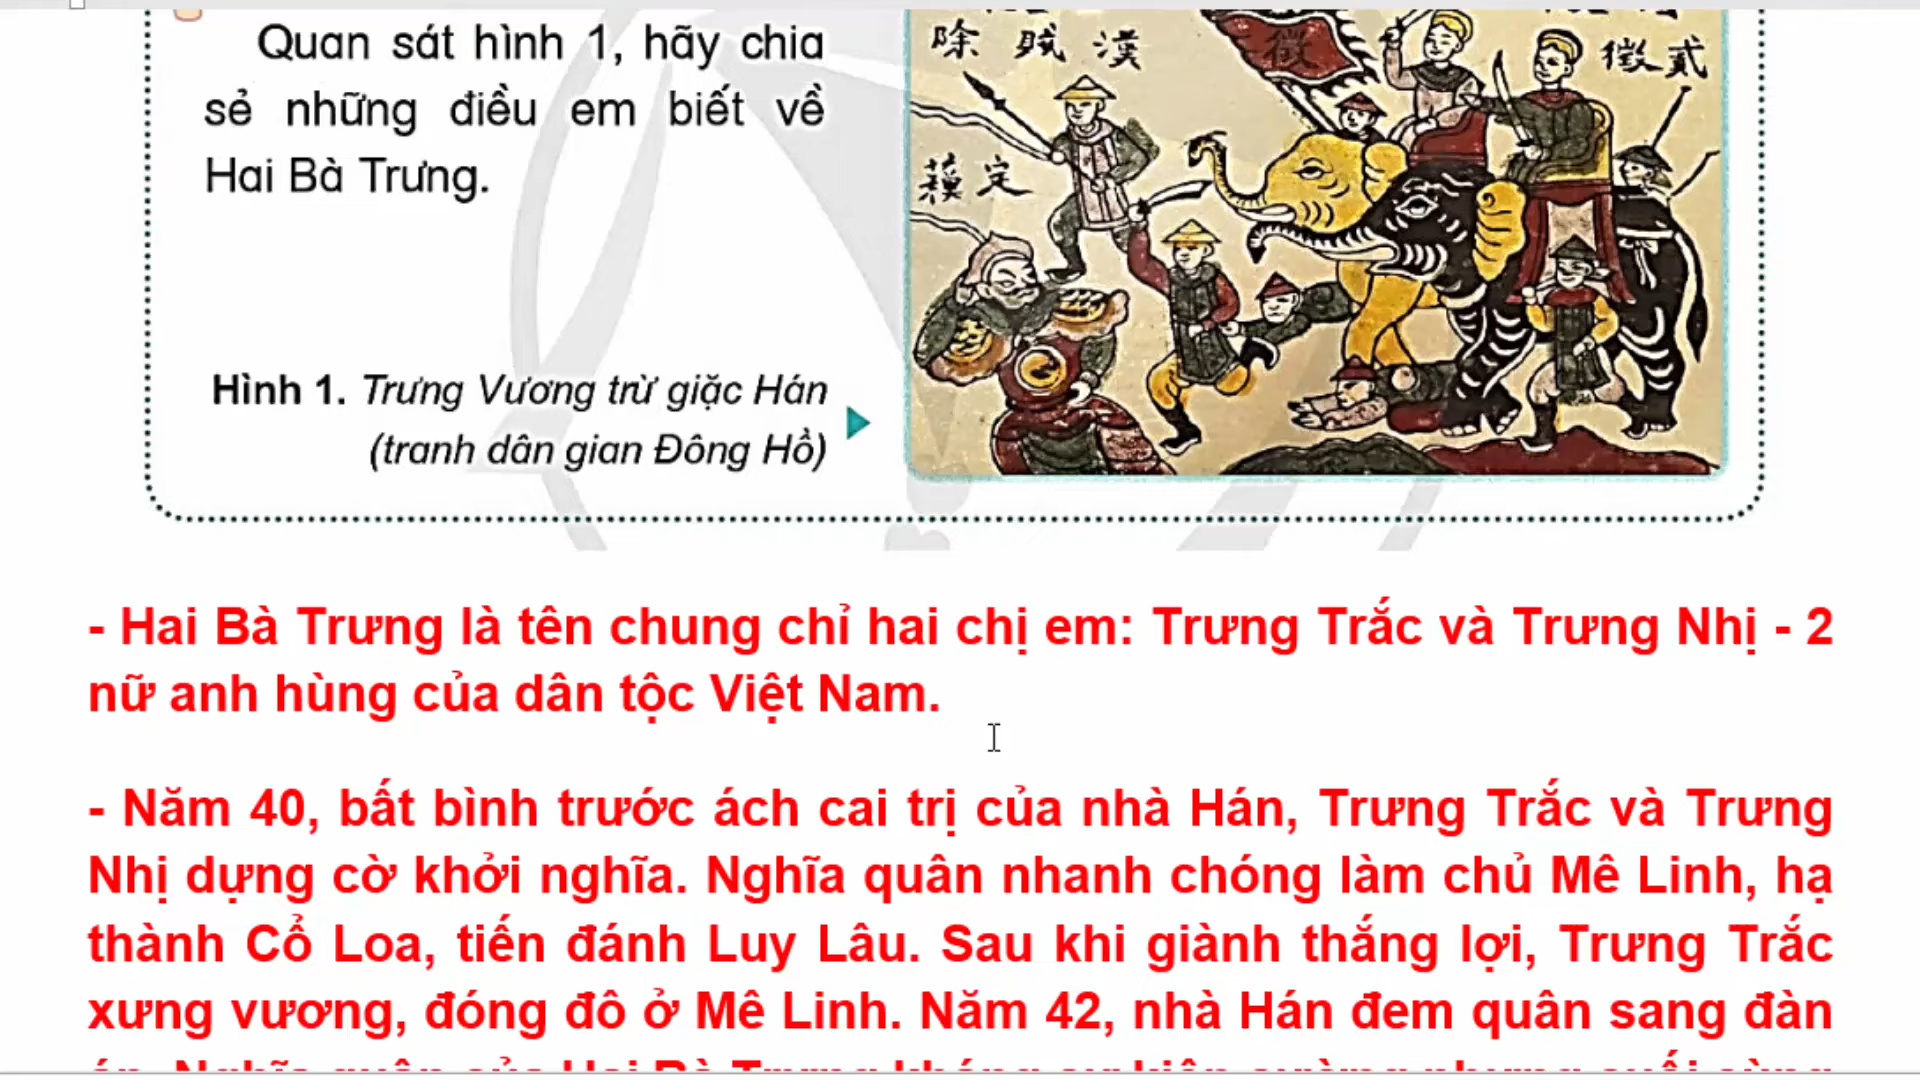 Quan sát hình 1, hãy chia
sẻ những điều em biết về
Hai Bà Trưng.
Hình 1. Trưng Vương trừ giặc Hán
(tranh dân gian Đông Hồ)
除 賊 漢
徵
徵貳
定
- Hai Bà Trưng là tên chung chỉ hai chị em: Trưng Trắc và Trưng Nhị - 2
nữ anh hùng của dân tộc Việt Nam.
- Năm 40, bất bình trước ách cai trị của nhà Hán, Trưng Trắc và Trưng
Nhị dựng cờ khởi nghĩa. Nghĩa quân nhanh chóng làm chủ Mê Linh, hạ
thành Cổ Loa, tiến đánh Luy Lâu. Sau khi giành thắng lợi, Trưng Trắc
xưng vương, đóng đô ở Mê Linh. Năm 42, nhà Hán đem quân sang đàn